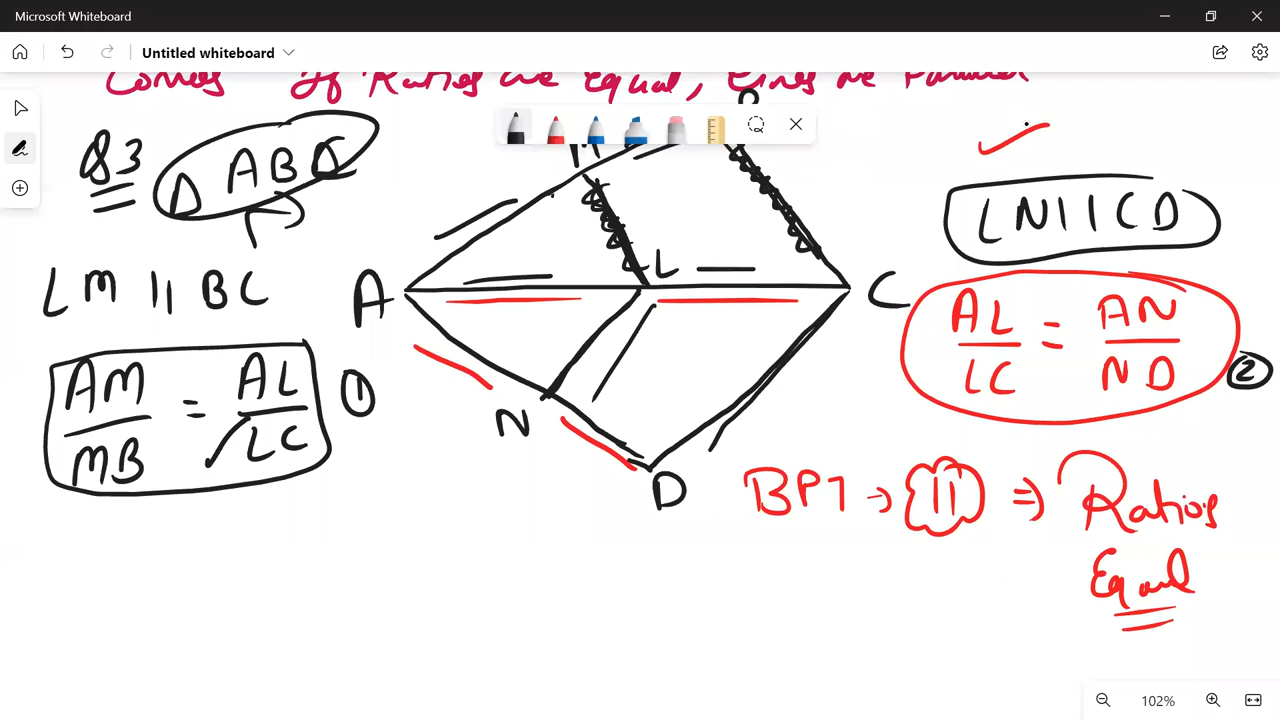 Microsoft Whiteboard
Untitled whiteboard
If Ratios are Equal, Lines are Parallel
Q3 Δ ABC
LM || BC
AM/MB = AL/LC ①
A
M
L
C
N
D
LN || CD
AL/LC = AN/ND ②
BPT → || ⇒ Ratios
Equal
102%